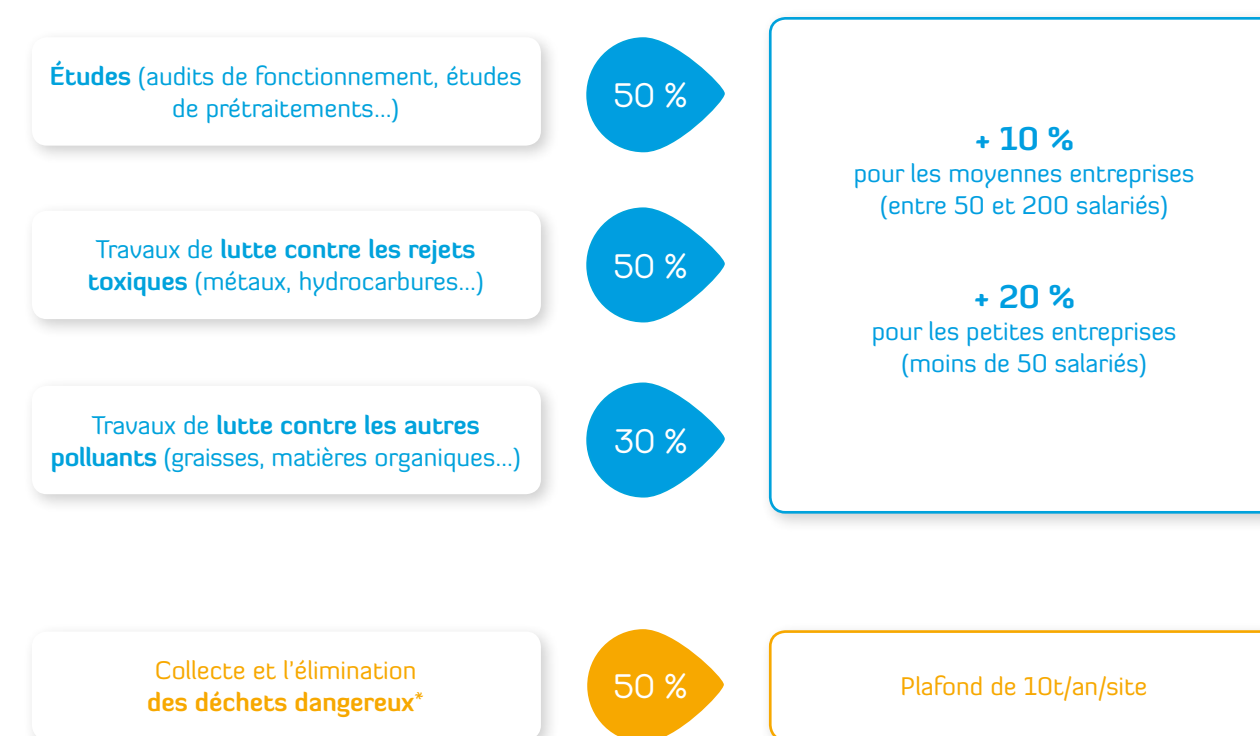 Études (audits de fonctionnement, études
de prétraitements...)
50 %
Travaux de lutte contre les rejets
toxiques (métaux, hydrocarbures...)
50 %
Travaux de lutte contre les autres
polluants (graisses, matières organiques...)
30 %
+ 10 %
pour les moyennes entreprises
(entre 50 et 200 salariés)
+ 20 %
pour les petites entreprises
(moins de 50 salariés)
Collecte et l'élimination
des déchets dangereux*
50 %
Plafond de 10t/an/site